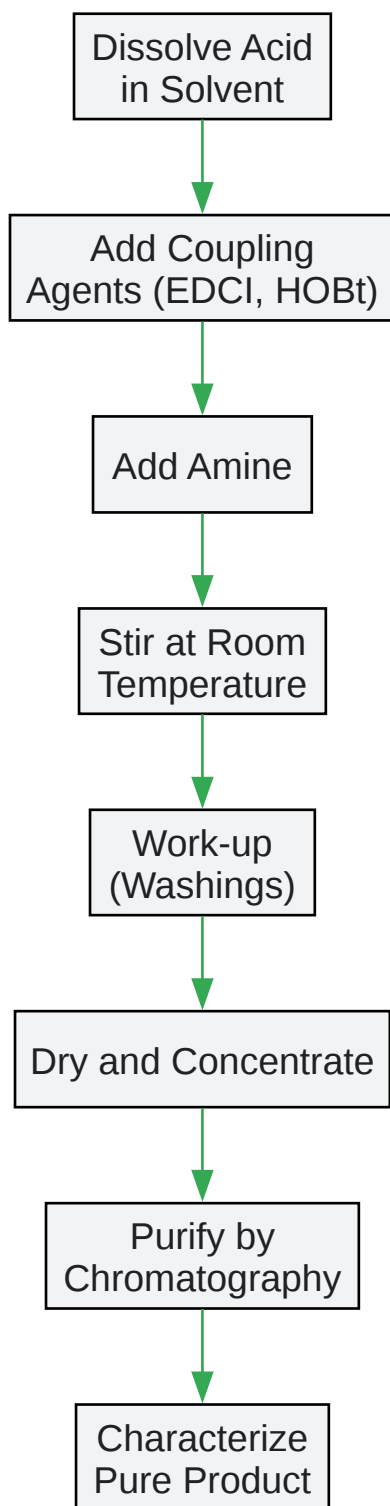 Dissolve Acid
in Solvent
Add Coupling
Agents (EDCI, HOBt)
Add Amine
Stir at Room
Temperature
Work-up
(Washings)
Dry and Concentrate
Purify by
Chromatography
Characterize
Pure Product